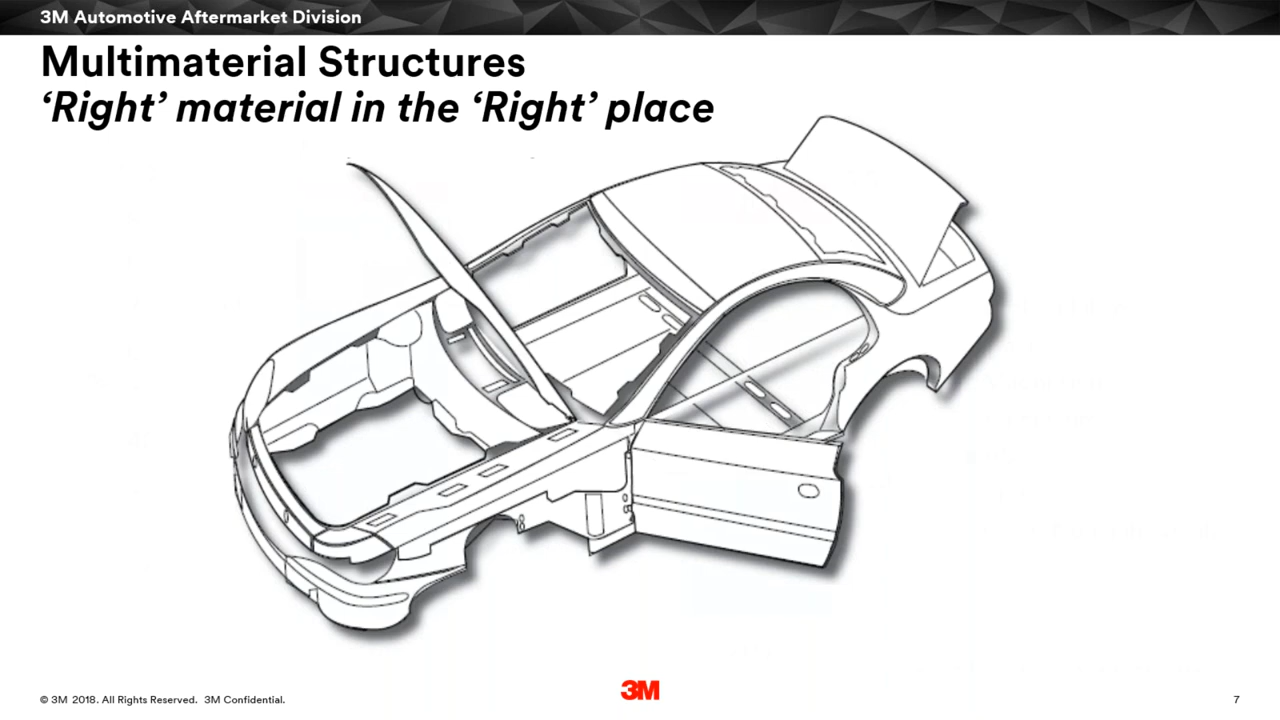 3M Automotive Aftermarket Division
Multimaterial Structures
‘Right’ material in the ‘Right’ place
© 3M 2018. All Rights Reserved. 3M Confidential.
3M
7